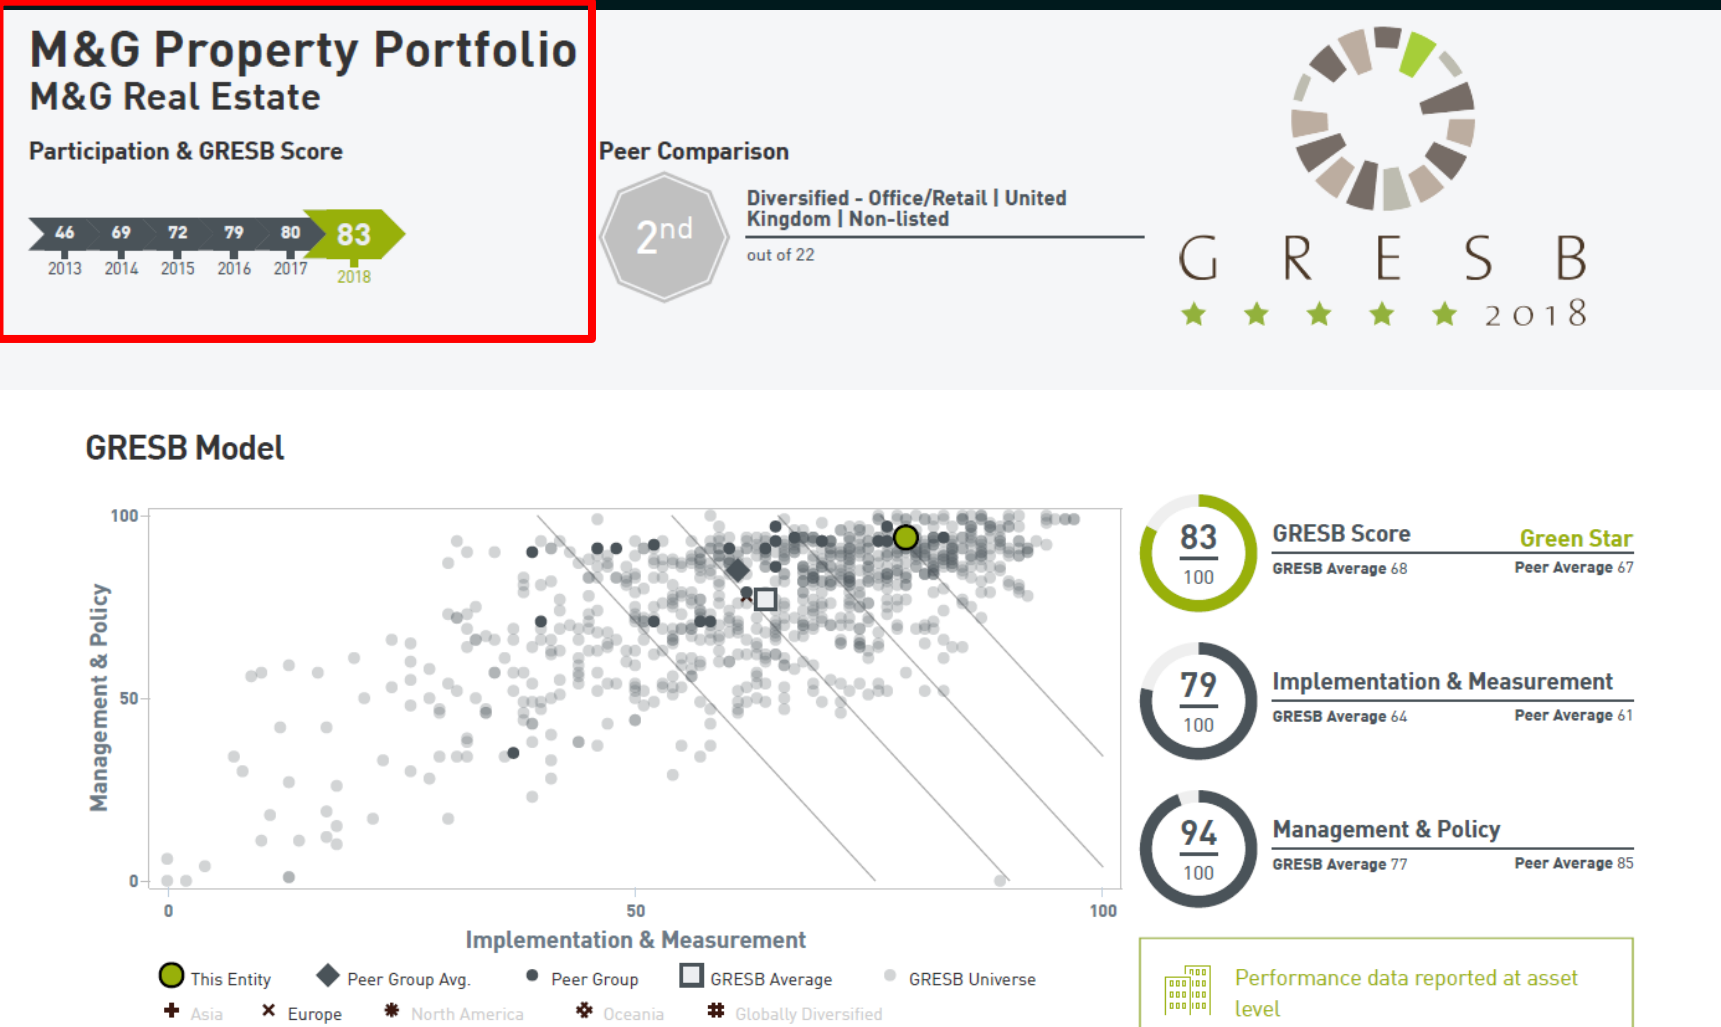 M&G Property Portfolio
M&G Real Estate
Participation & GRESB Score
46 69 72 79 80 83
2013 2014 2015 2016 2017 2018
Peer Comparison
2nd
Diversified - Office/Retail | United
Kingdom | Non-listed
out of 22
G R E S B
2018
GRESB Model
100
50
0
Management & Policy
0 50 100
Implementation & Measurement
This Entity Peer Group Avg. Peer Group GRESB Average GRESB Universe
Asia Europe North America Oceania Globally Diversified
83
100
GRESB Score Green Star
GRESB Average 68 Peer Average 67
79
100
Implementation & Measurement
GRESB Average 64 Peer Average 61
94
100
Management & Policy
GRESB Average 77 Peer Average 85
Performance data reported at asset
level